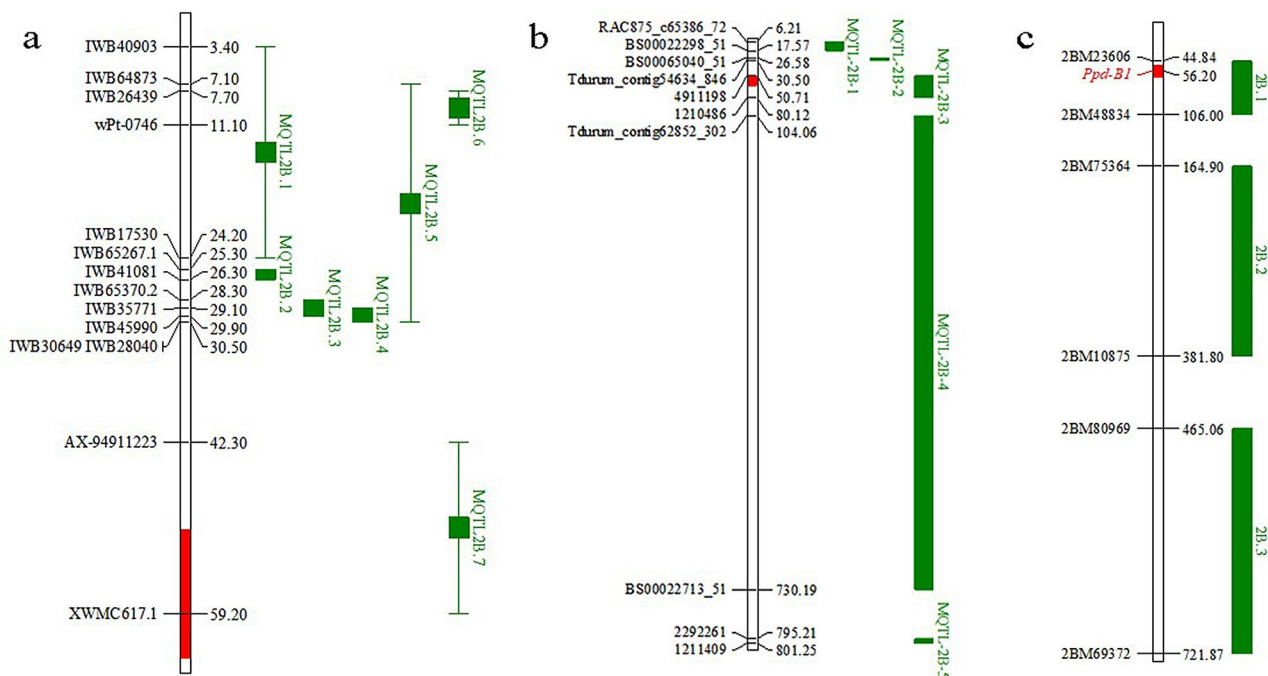 a
IWB40903 3.40
IWB64873 7.10
IWB26439 7.70
wPt-0746 11.10
IWB17530 24.20
IWB65267.1 25.30
IWB41081 26.30
IWB65370.2 28.30
IWB35771 29.10
IWB45990 29.90
IWB30649 IWB28040 30.50
AX-94911223 42.30
XWMC617.1 59.20
MQTL2B.1
MQTL2B.2
MQTL2B.3
MQTL2B.4
MQTL2B.5
MQTL2B.6
MQTL2B.7
b
RAC875_c65386_72 6.21
BS00022298_51 17.57
BS00065040_51 26.58
Tdurum_contig54634_846 30.50
4911198 50.71
1210486 80.12
Tdurum_contig62852_302 104.06
BS00022713_51 730.19
2292261 795.21
1211409 801.25
MQTL-2B-1
MQTL-2B-2
MQTL-2B-3
MQTL-2B-4
MQTL-2B-5
c
2BM23606 44.84
Ppd-B1 56.20
2BM48834 106.00
2BM75364 164.90
2BM10875 381.80
2BM80969 465.06
2BM69372 721.87
2B.1
2B.2
2B.3